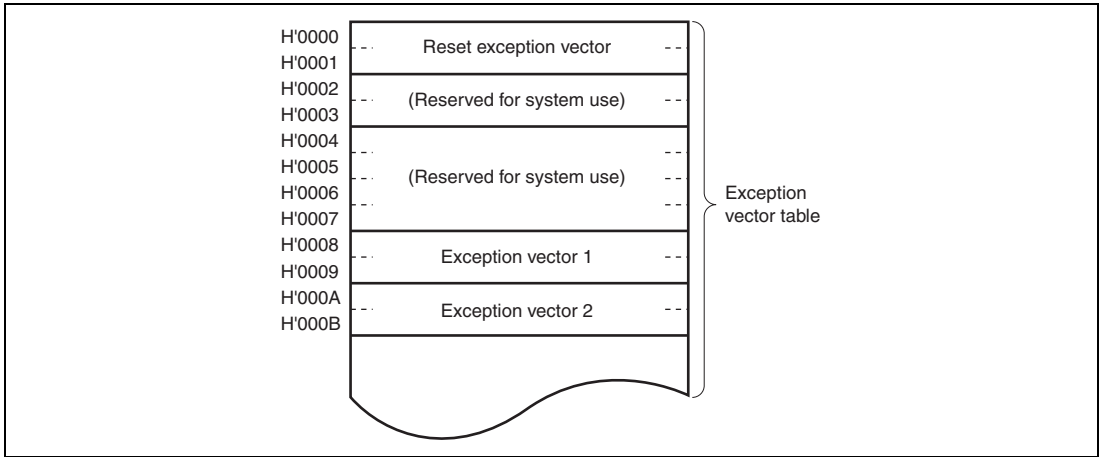 H'0000
Reset exception vector
H'0001
H'0002
(Reserved for system use)
H'0003
H'0004
H'0005
(Reserved for system use)
H'0006
H'0007
H'0008
Exception vector 1
H'0009
H'000A
Exception vector 2
H'000B
Exception
vector table